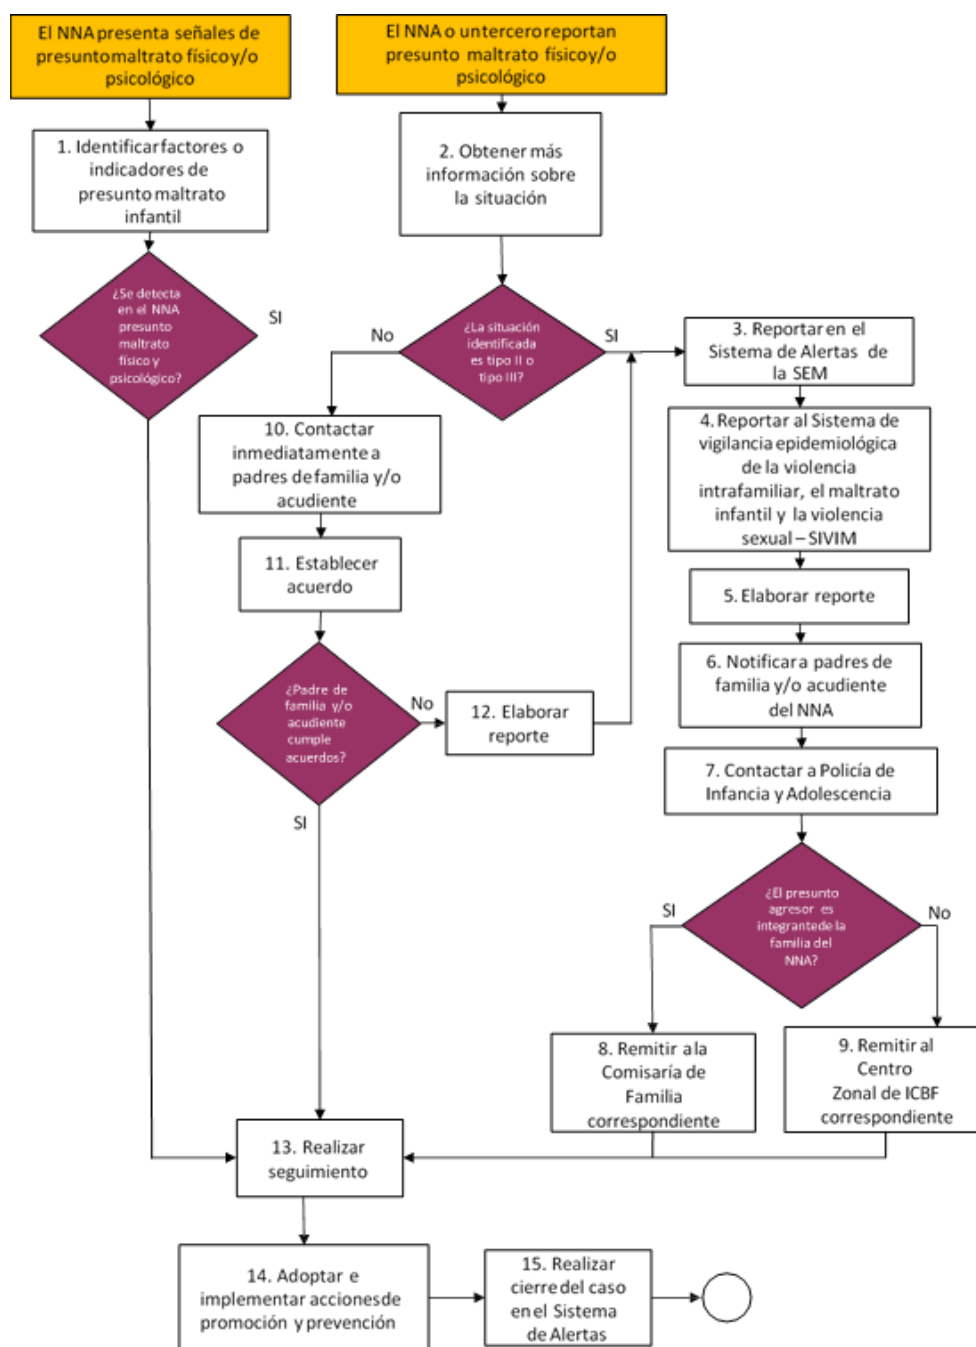 El NNA presenta señales de
presunto maltrato físico y/o
psicológico
El NNA o un tercero reportan
presunto maltrato físico y/o
psicológico
1. Identificar factores o
indicadores de
presunto maltrato
infantil
2. Obtener más
información sobre
la situación
¿Se detecta
en el NNA
presunto
maltrato
físico y
psicológico?
SI
No
¿La situación
identificada
es tipo II o
tipo III?
SI
3. Reportar en el
Sistema de Alertas de
la SEM
10. Contactar
inmediatamente a
padres de familia y/o
acudiente
4. Reportar al Sistema de
vigilancia epidemiológica
de la violencia
intrafamiliar, el maltrato
infantil y la violencia
sexual – SIVIM
11. Establecer
acuerdo
5. Elaborar reporte
¿Padre de
familia y/o
acudiente
cumple
acuerdos?
No
12. Elaborar
reporte
SI
6. Notificar a padres de
familia y/o acudiente
del NNA
7. Contactar a Policía de
Infancia y Adolescencia
SI
¿El presunto
agresor es
integrante de la
familia del
NNA?
No
8. Remitir a la
Comisaría de
Familia
correspondiente
9. Remitir al
Centro
Zonal de ICBF
correspondiente
13. Realizar
seguimiento
14. Adoptar e
implementar acciones de
promoción y prevención
15. Realizar
cierre del caso
en el Sistema
de Alertas